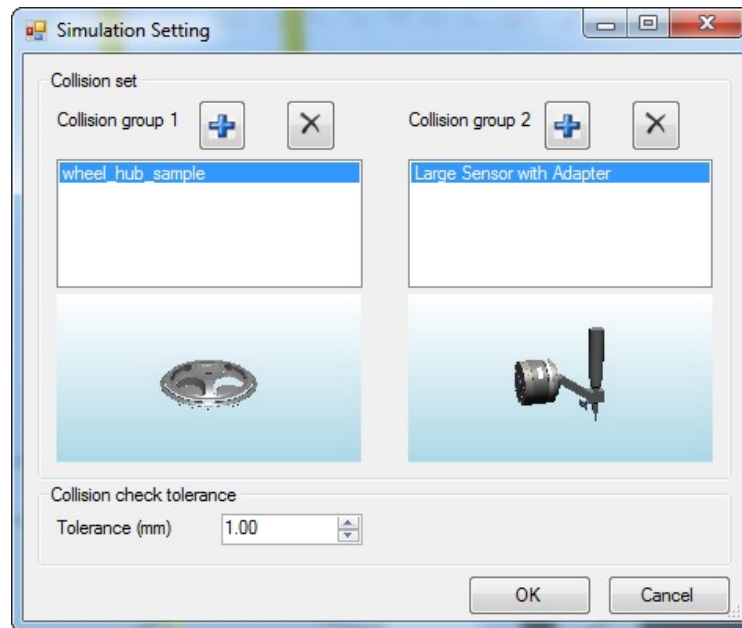 Simulation Setting
Collision set
Collision group 1
Collision group 2
wheel_hub_sample
Large Sensor with Adapter
Collision check tolerance
Tolerance (mm)
1.00
OK
Cancel